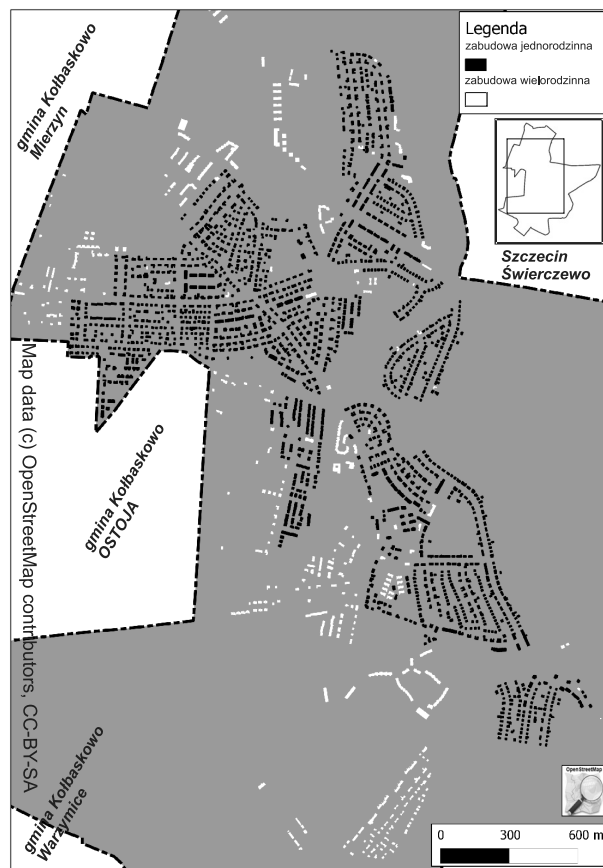 Legenda
zabudowa jednorodzinna
zabudowa wielorodzinna
gmina Kołbaskowo
Mierzyn
Szczecin
Świerczewo
gmina Kołbaskowo
OSTOJA
Map data (c) OpenStreetMap contributors, CC-BY-SA
gmina Kołbaskowo
Warzymice
OpenStreetMap
0 300 600 m